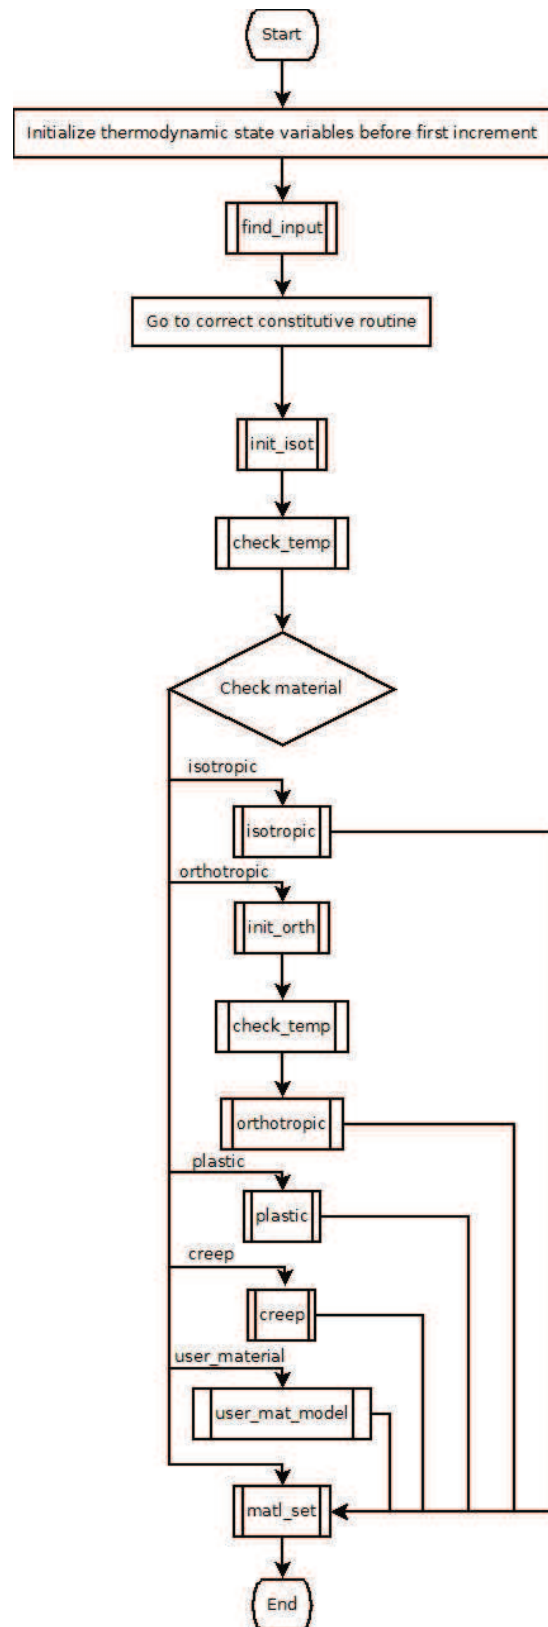 Start
Initialize thermodynamic state variables before first increment
find_input
Go to correct constitutive routine
init_isot
check_temp
Check material
isotropic
isotropic
orthotropic
init_orth
check_temp
orthotropic
plastic
plastic
creep
creep
user_material
user_mat_model
matl_set
End